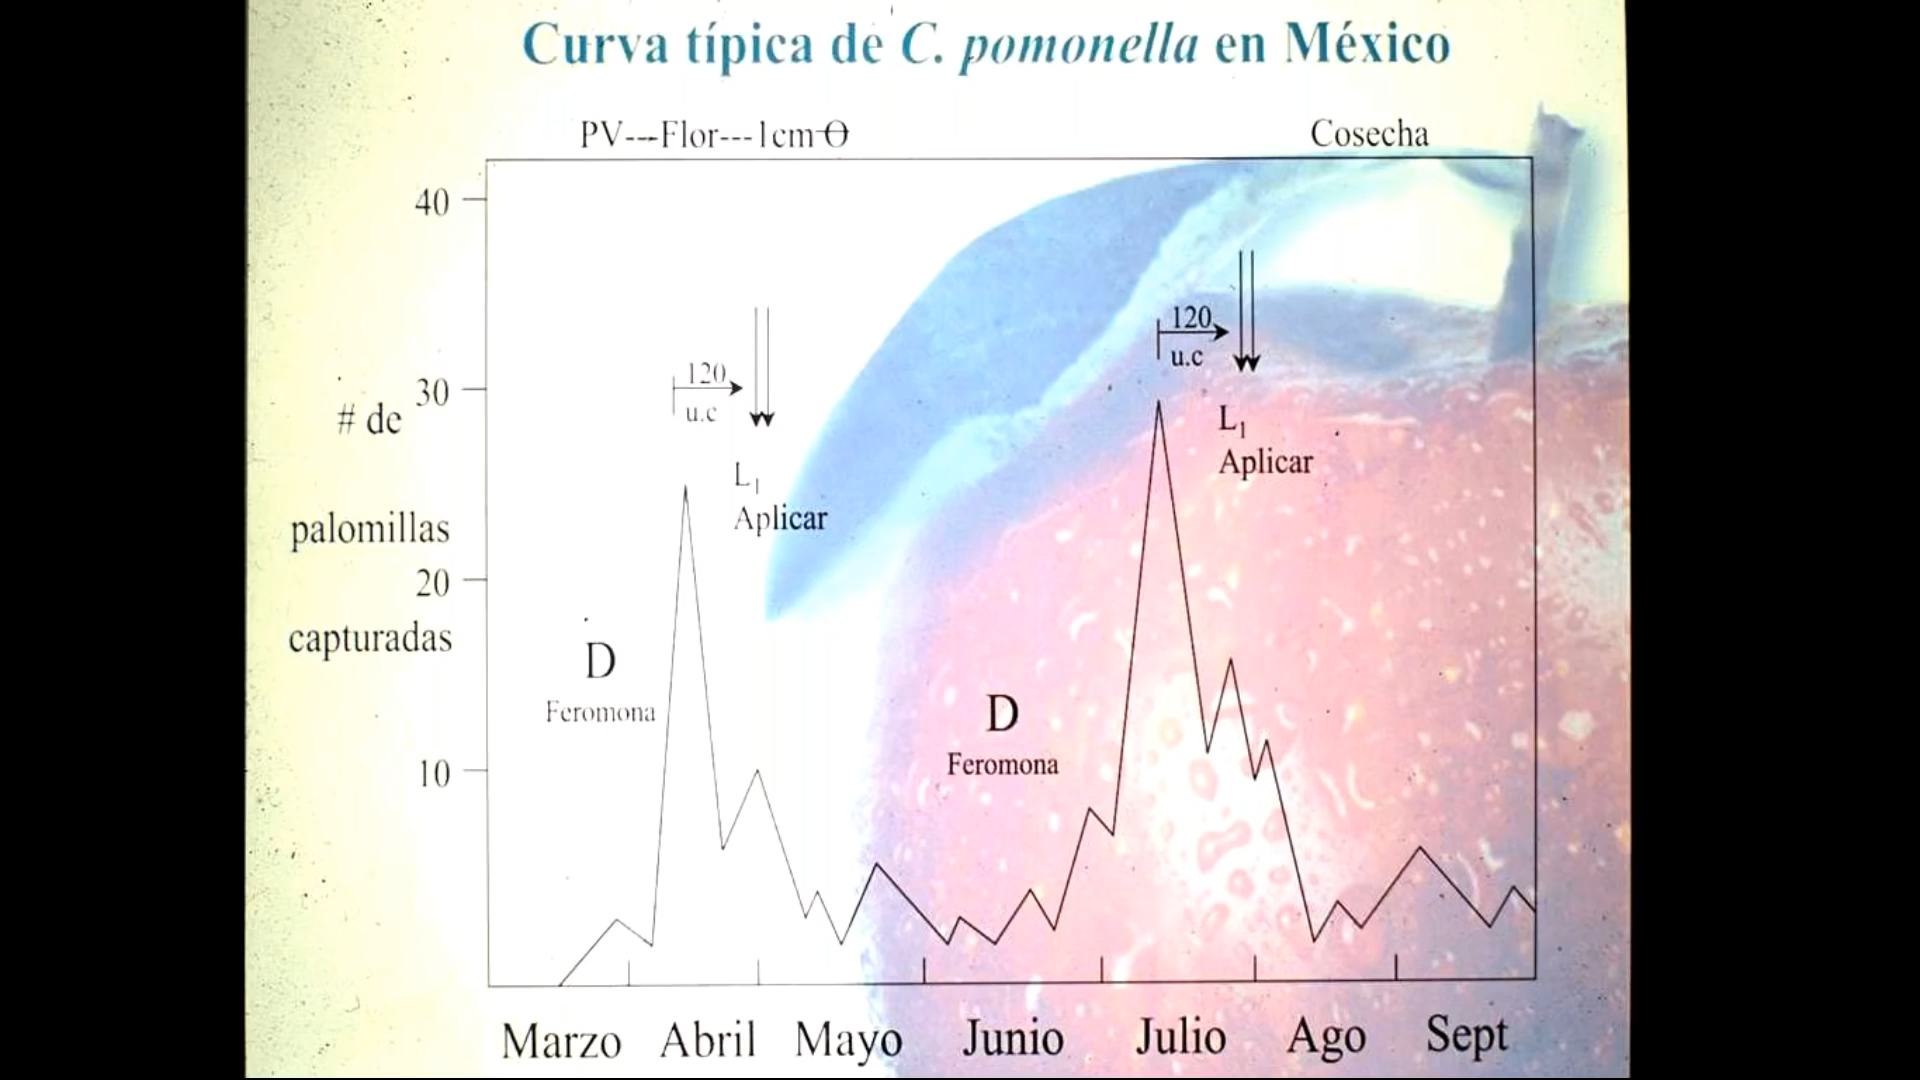 Curva típica de C. pomonella en México
PV---Flor---1cm Ɵ
Cosecha
40
30
20
10
# de
palomillas
capturadas
120
u.c
L1
Aplicar
120
u.c
L1
Aplicar
D
Feromona
D
Feromona
Marzo Abril Mayo Junio Julio Ago Sept